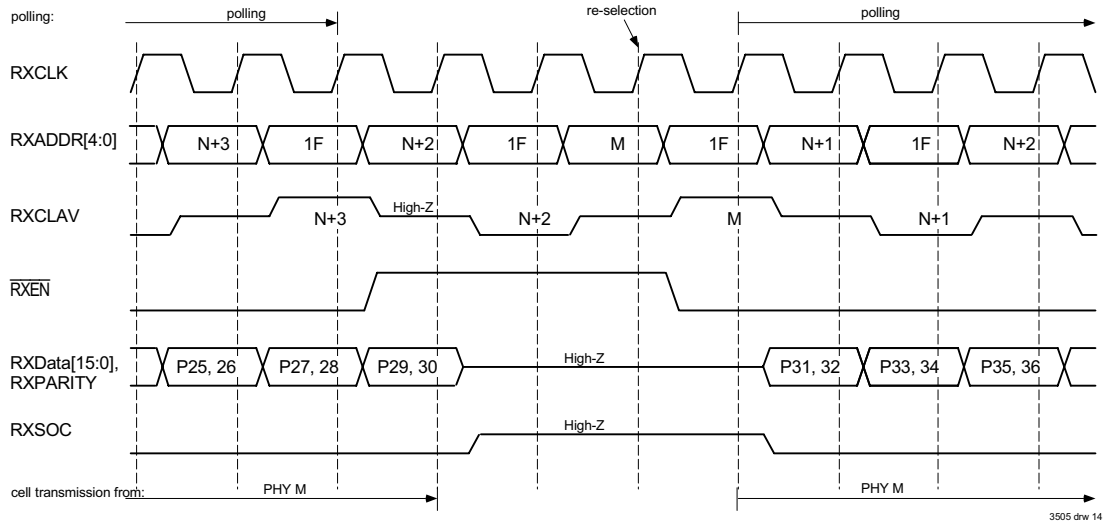 polling: polling re-selection polling
RXCLK
RXADDR[4:0] N+3 1F N+2 1F M 1F N+1 1F N+2
RXCLAV N+3 High-Z N+2 M N+1
RXEN
RXData[15:0], P25, 26 P27, 28 P29, 30 High-Z P31, 32 P33, 34 P35, 36
RXPARITY
RXSOC High-Z
cell transmission from: PHY M PHY M
3505 drw 14